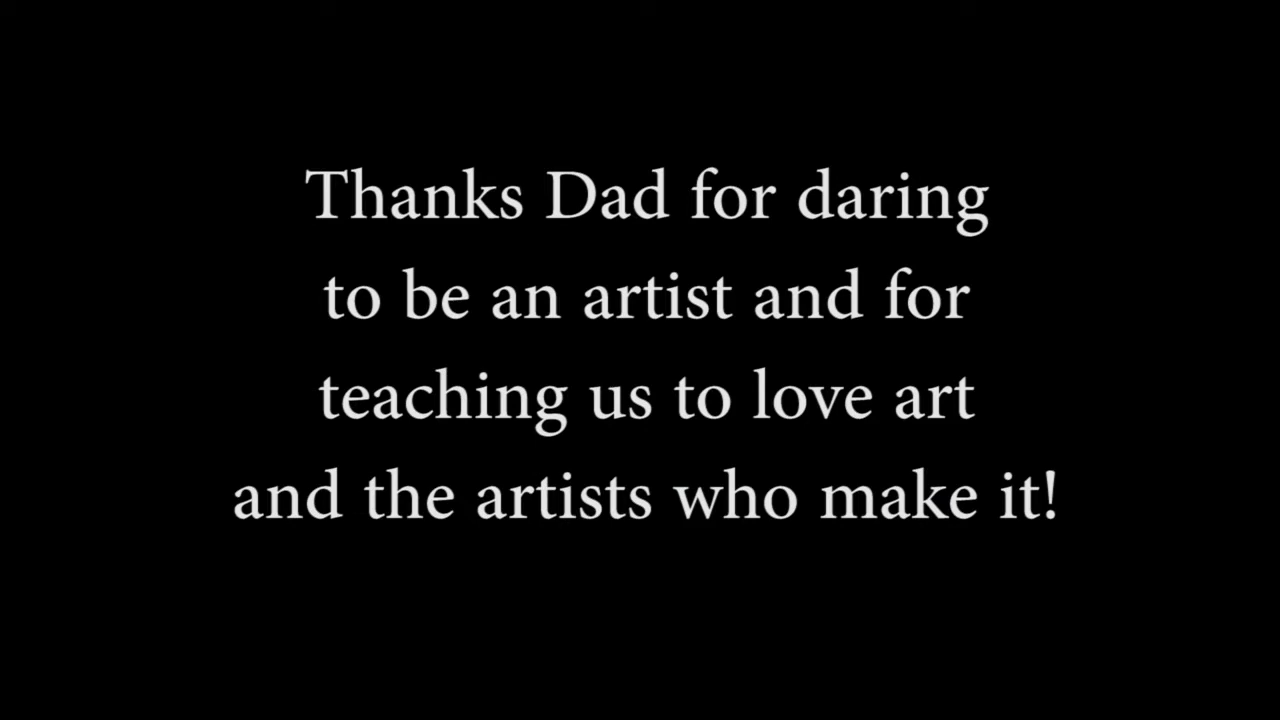 Thanks Dad for daring
to be an artist and for
teaching us to love art
and the artists who make it!